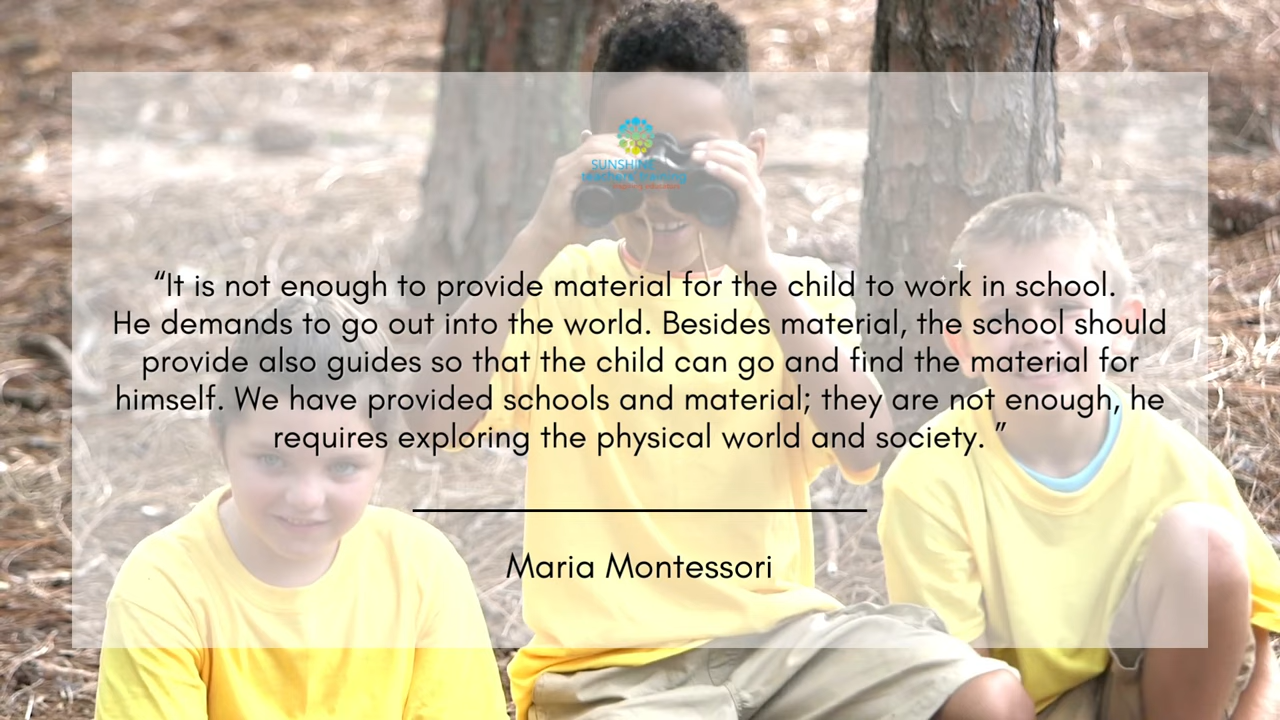 SUNSHINE
teachers' training
“It is not enough to provide material for the child to work in school.
He demands to go out into the world. Besides material, the school should
provide also guides so that the child can go and find the material for
himself. We have provided schools and material; they are not enough, he
requires exploring the physical world and society. ”
Maria Montessori